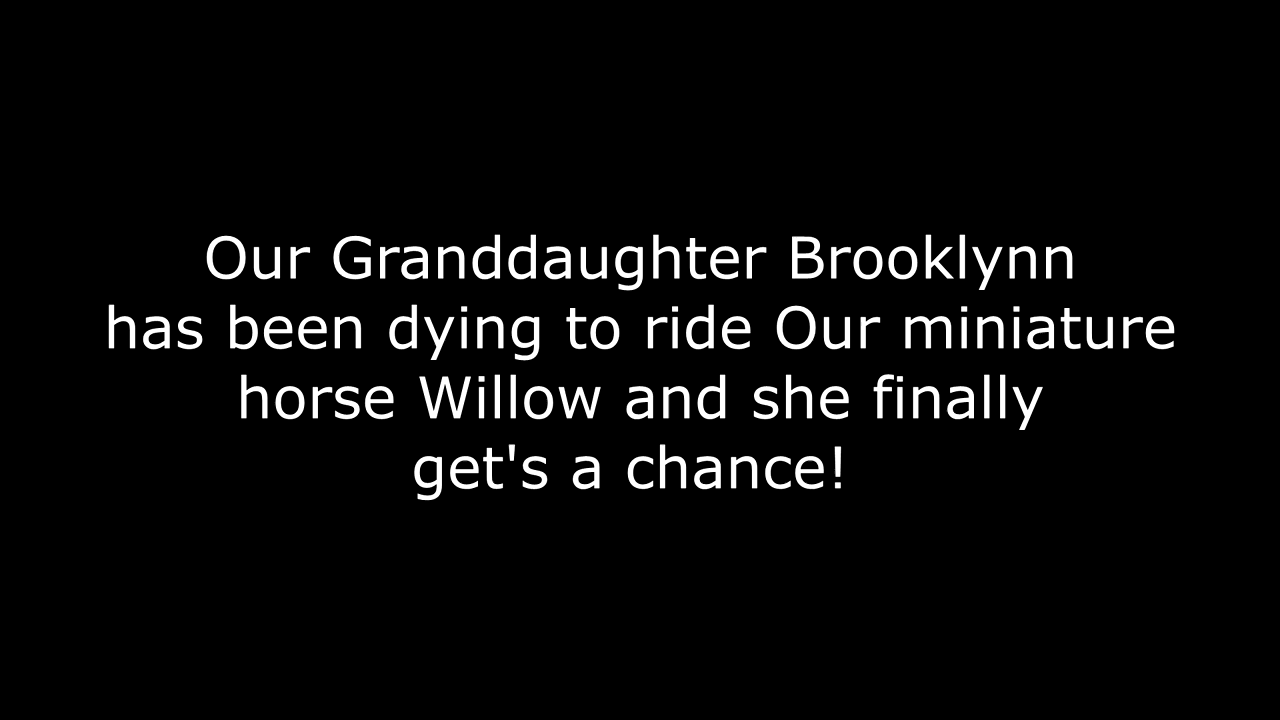 Our Granddaughter Brooklynn
has been dying to ride Our miniature
horse Willow and she finally
get's a chance!